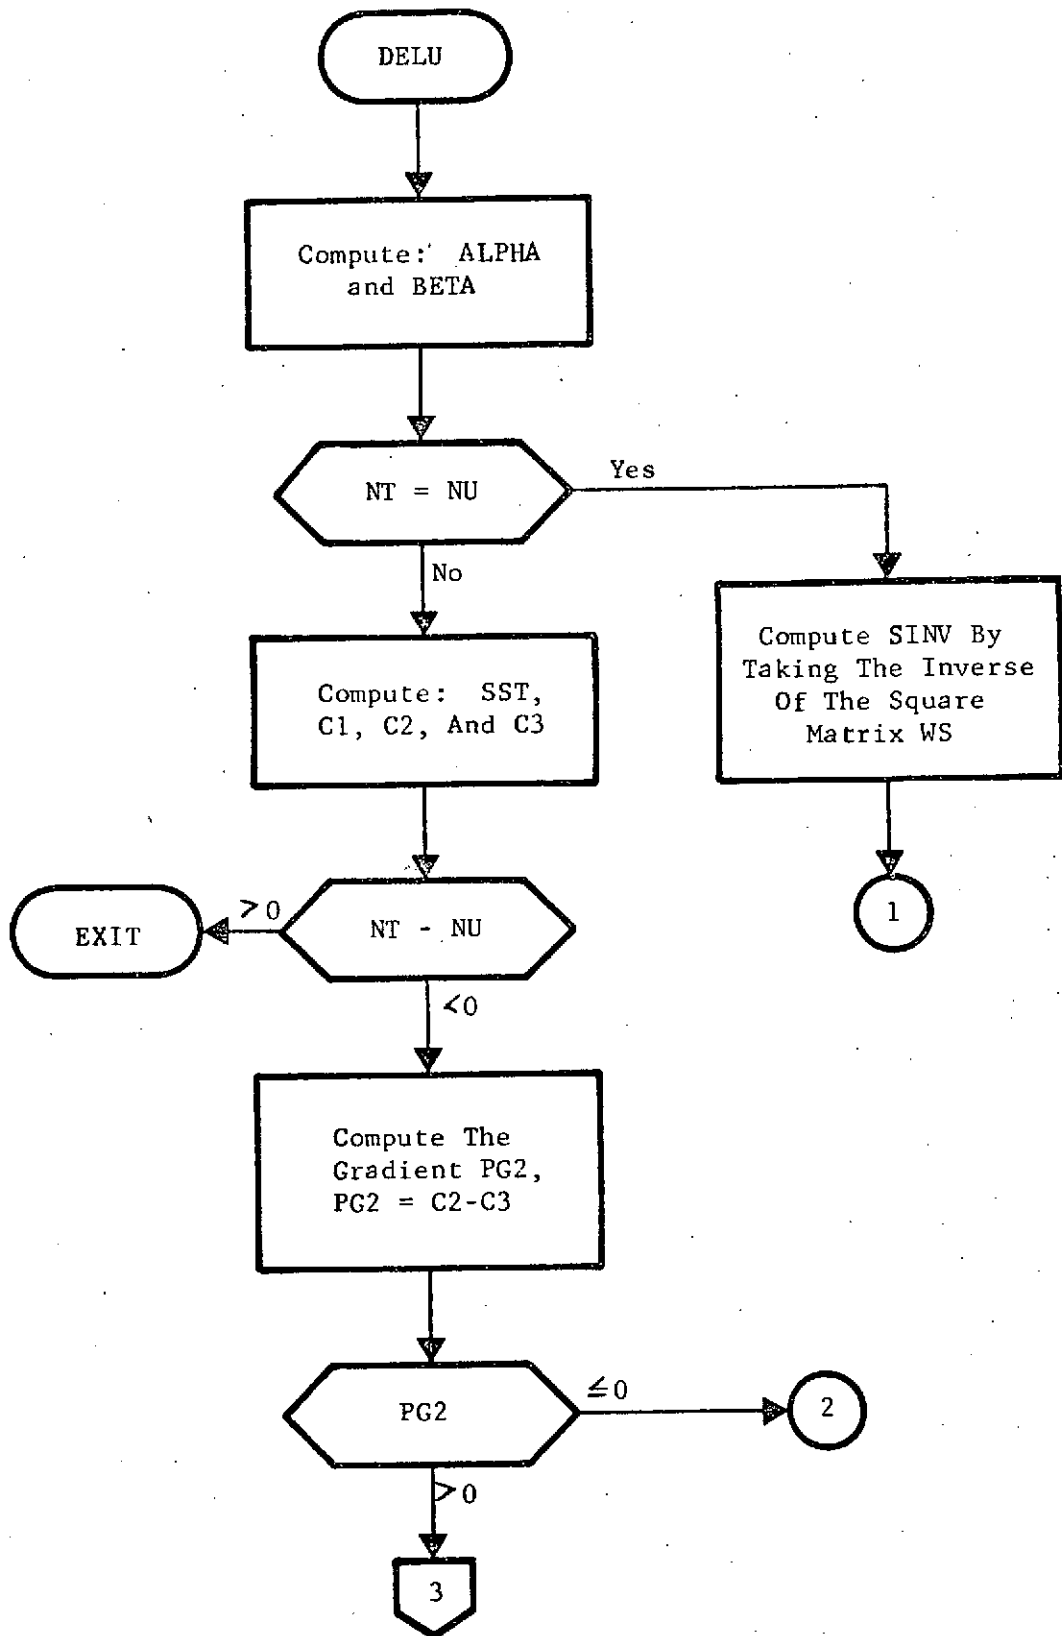 DELU
Compute: ALPHA
and BETA
NT = NU
Yes
No
Compute SINV By
Taking The Inverse
Of The Square
Matrix WS
Compute: SST,
C1, C2, And C3
1
EXIT
>0
NT - NU
<0
Compute The
Gradient PG2,
PG2 = C2-C3
PG2
≤0
2
>0
3